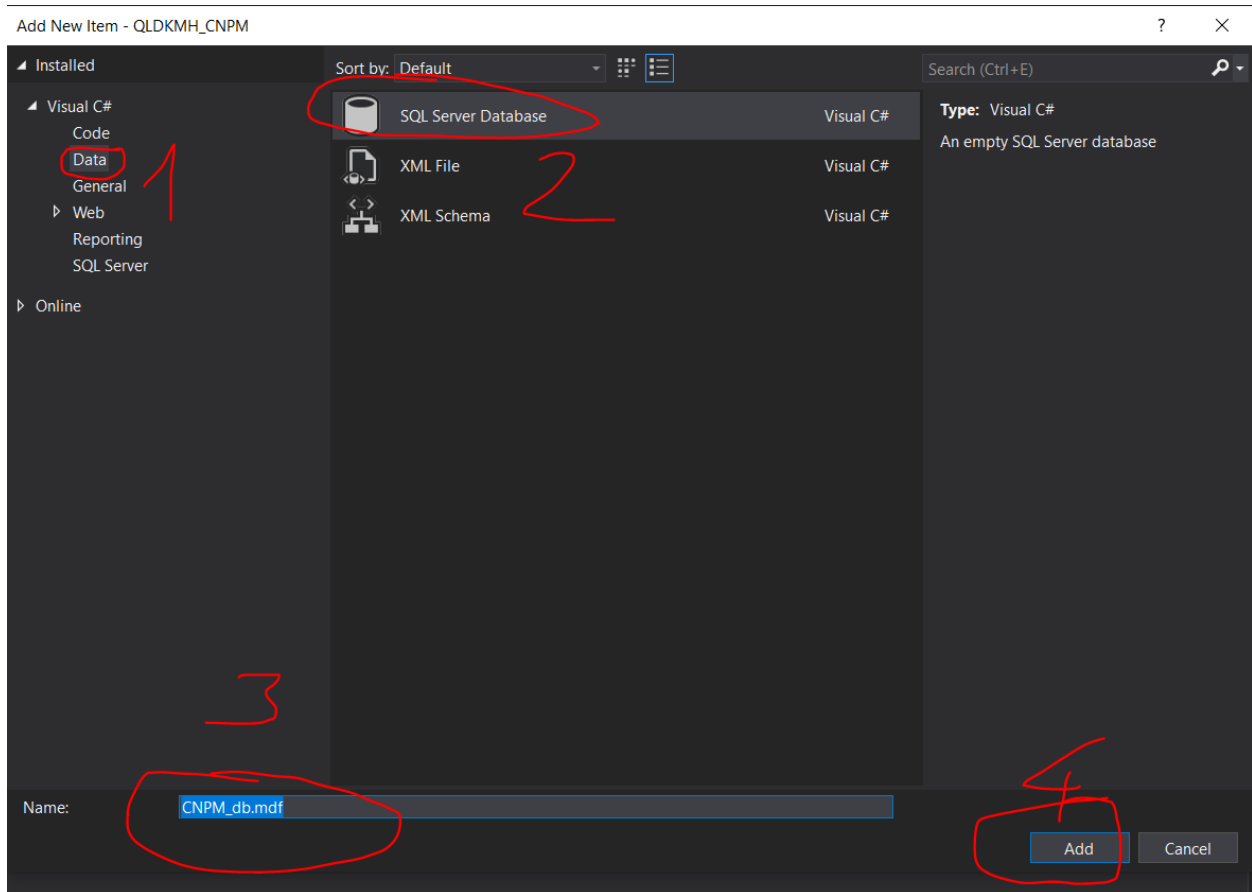 Add New Item - QLDKMH_CNPM
?
Installed
Sort by: Default
Search (Ctrl+E)
Visual C#
Code
Data
General
Web
Reporting
SQL Server
Online
1
SQL Server Database Visual C#
XML File Visual C#
XML Schema Visual C#
2
Type: Visual C#
An empty SQL Server database
3
4
Name: CNPM_db.mdf
Add Cancel